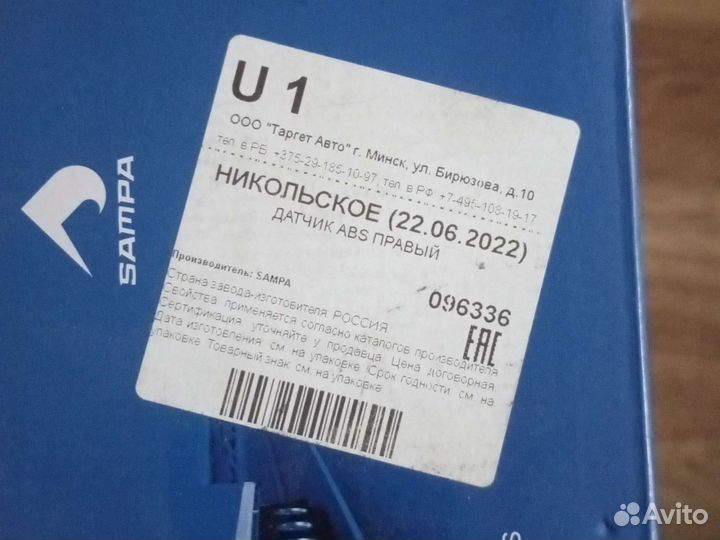 SAMPA
U 1
ООО "Таргет Авто" г. Минск, ул. Бирюзова, д.10
тел. в РБ +375-29-185-10-97, тел. в РФ +7-495-108-19-17
НИКОЛЬСКОЕ (22.06.2022)
ДАТЧИК ABS ПРАВЫЙ
Производитель: SAMPA
096336
Страна завода-изготовителя РОССИЯ
Свойства применяется согласно каталогов производителя
Сертификация уточняйте у продавца. Цена договорная
Дата изготовления см на упаковке Срок годности см на
упаковке Товарный знак см. на упаковке
EAC
S
Avito